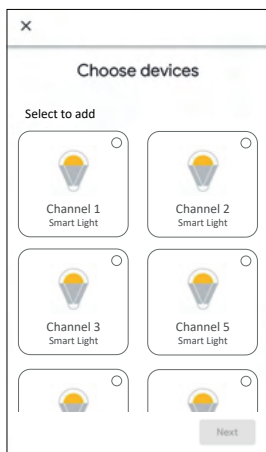 ×
Choose devices
Select to add
Channel 1
Smart Light
Channel 2
Smart Light
Channel 3
Smart Light
Channel 5
Smart Light
Next